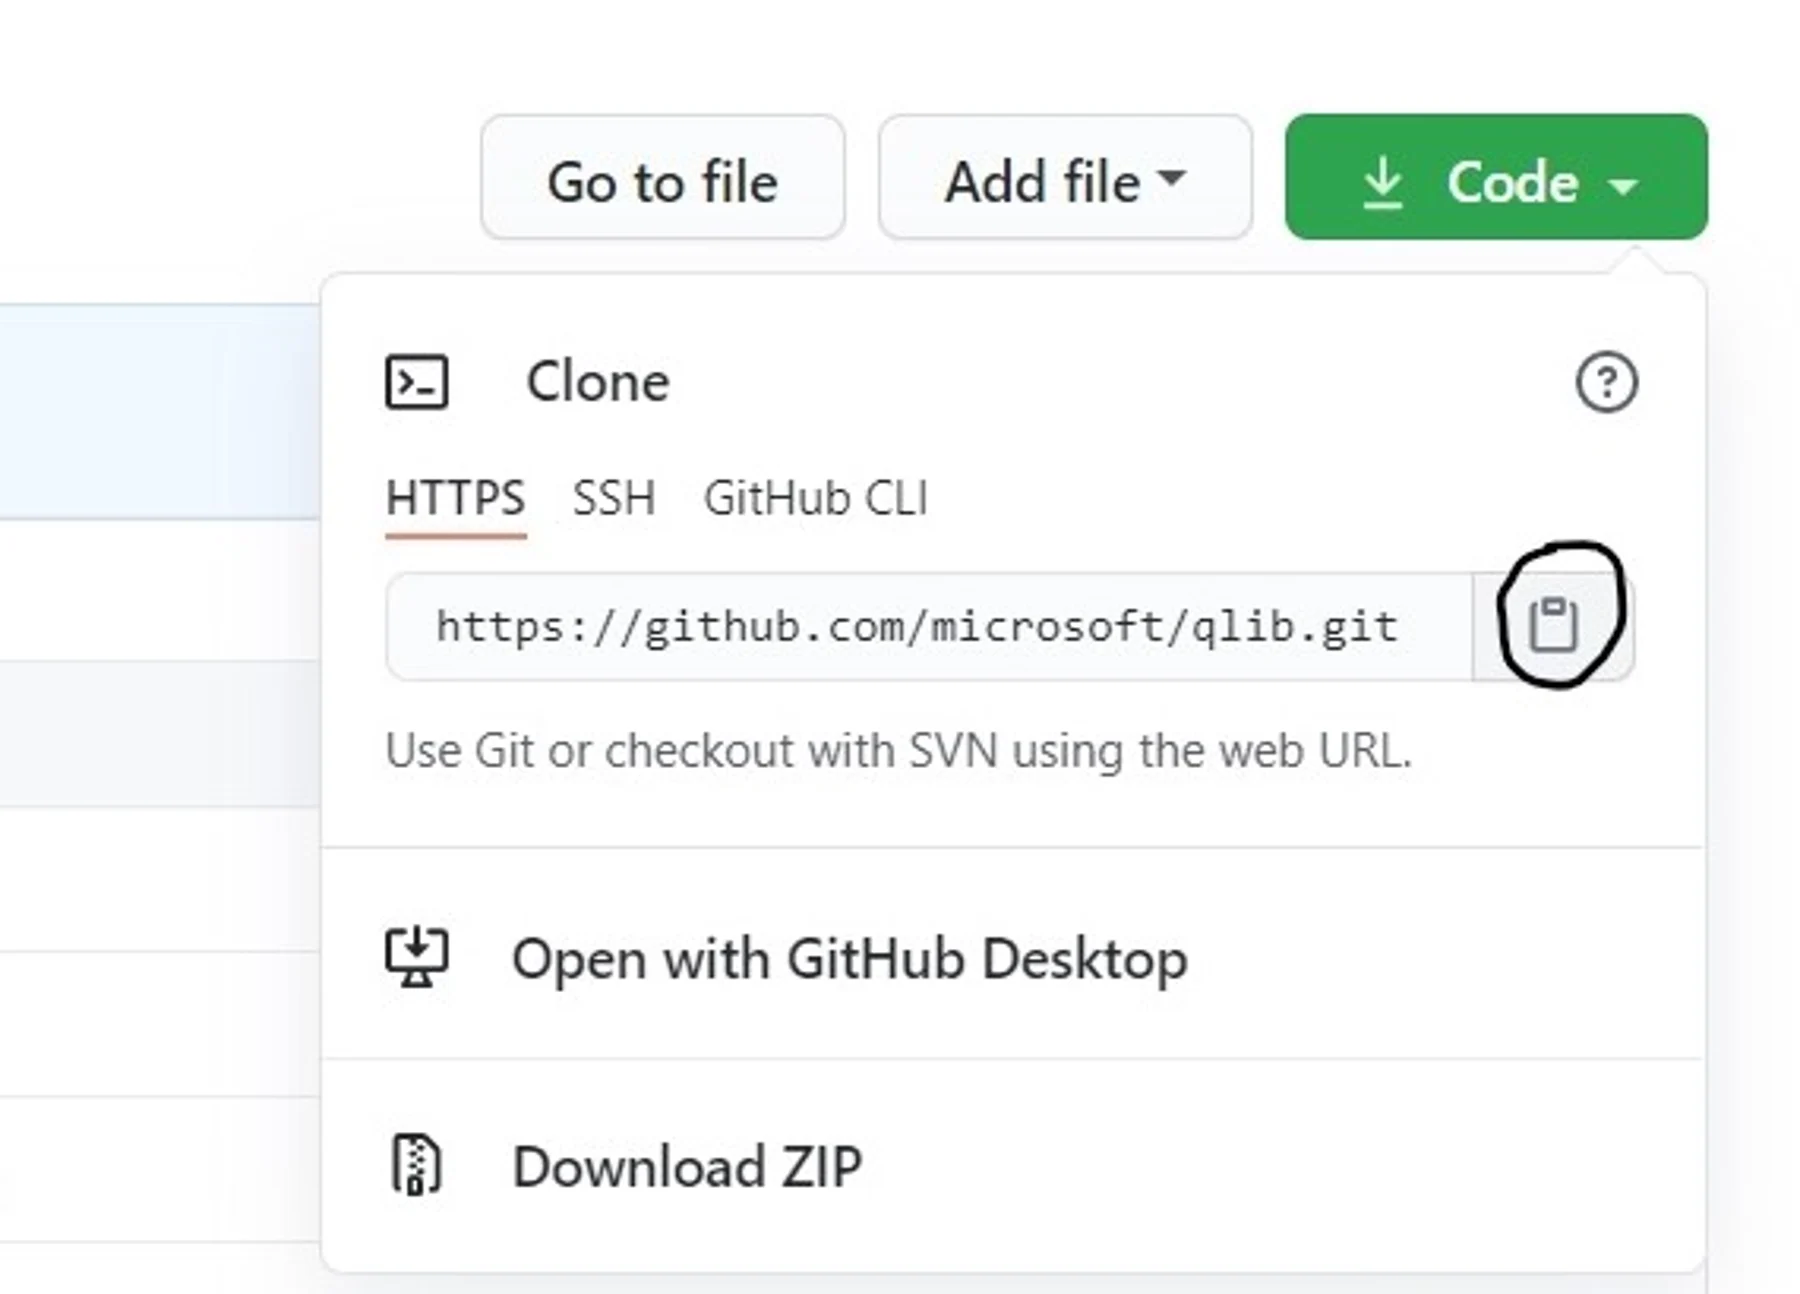 Go to file Add file Code
Clone
HTTPS SSH GitHub CLI
https://github.com/microsoft/qlib.git
Use Git or checkout with SVN using the web URL.
Open with GitHub Desktop
Download ZIP